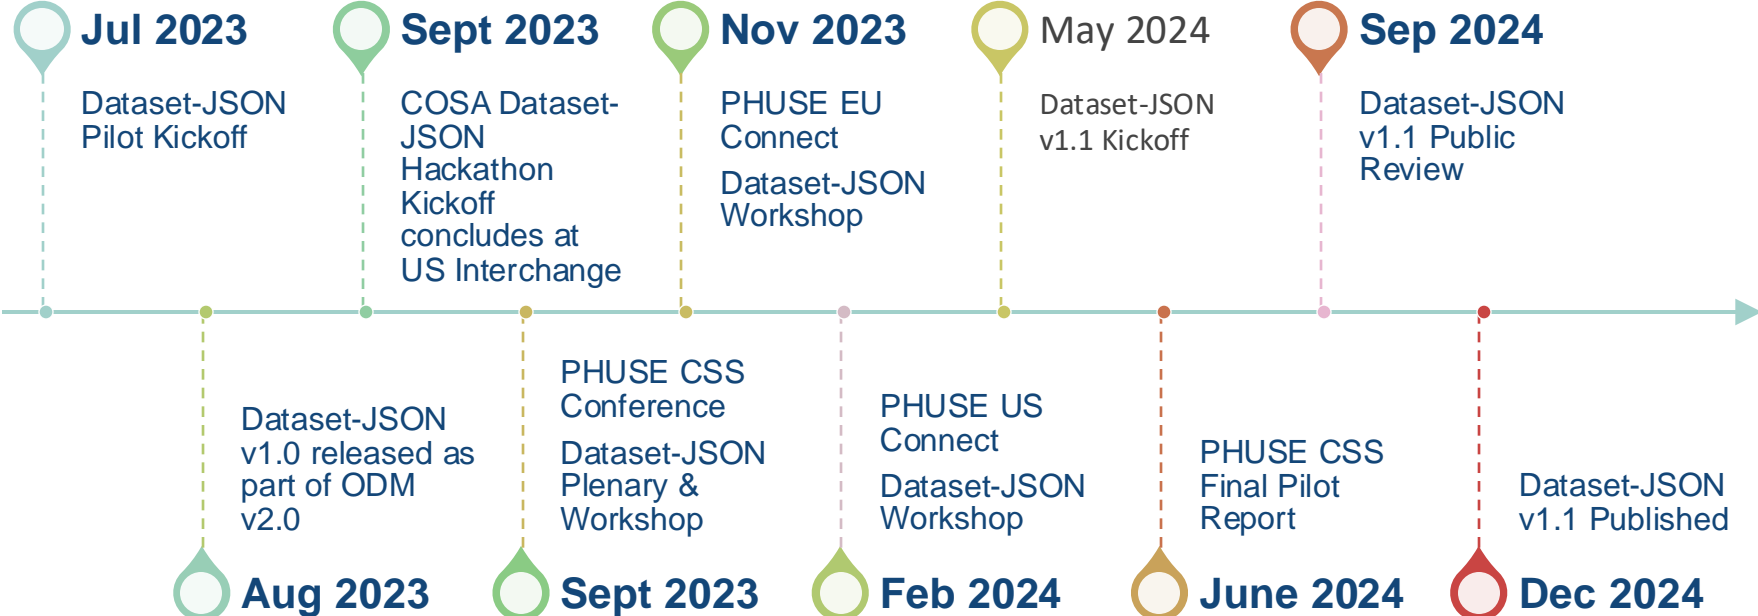 Jul 2023
Dataset-JSON
Pilot Kickoff
Sept 2023
COSA Dataset-
JSON
Hackathon
Kickoff
concludes at
US Interchange
Nov 2023
PHUSE EU
Connect
Dataset-JSON
Workshop
May 2024
Dataset-JSON
v1.1 Kickoff
Sep 2024
Dataset-JSON
v1.1 Public
Review
Dataset-JSON
v1.0 released as
part of ODM
v2.0
Aug 2023
PHUSE CSS
Conference
Dataset-JSON
Plenary &
Workshop
Sept 2023
PHUSE US
Connect
Dataset-JSON
Workshop
Feb 2024
PHUSE CSS
Final Pilot
Report
June 2024
Dataset-JSON
v1.1 Published
Dec 2024